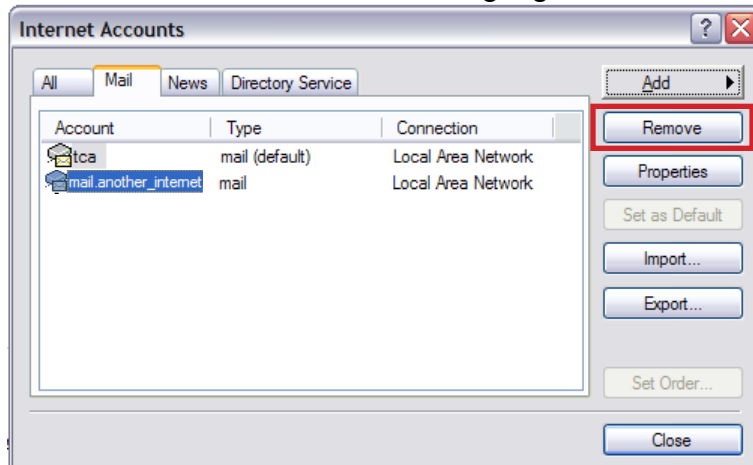 Internet Accounts
All Mail News Directory Service
Account Type Connection
tca mail (default) Local Area Network
mail.another_internet mail Local Area Network
Add
Remove
Properties
Set as Default
Import...
Export...
Set Order...
Close